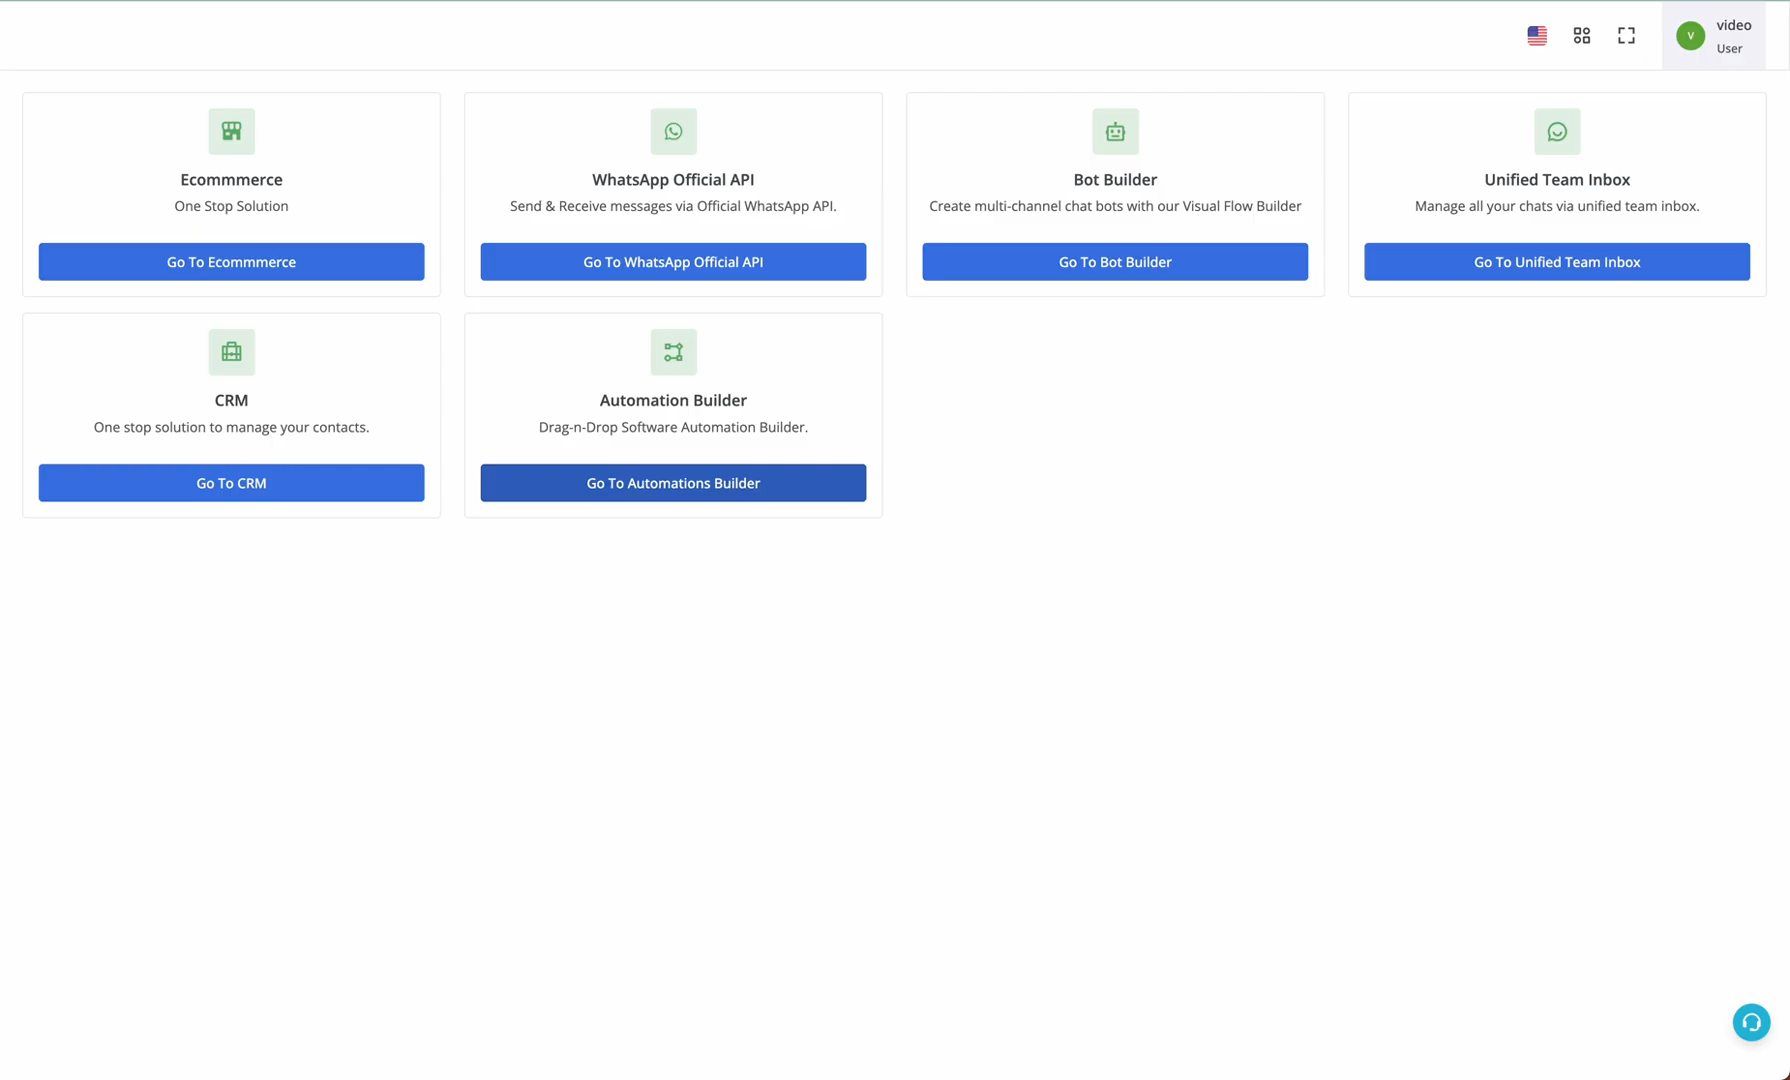 video
V
User
Ecommmerce
One Stop Solution
Go To Ecommmerce
WhatsApp Official API
Send & Receive messages via Official WhatsApp API.
Go To WhatsApp Official API
Bot Builder
Create multi-channel chat bots with our Visual Flow Builder
Go To Bot Builder
Unified Team Inbox
Manage all your chats via unified team inbox.
Go To Unified Team Inbox
CRM
One stop solution to manage your contacts.
Go To CRM
Automation Builder
Drag-n-Drop Software Automation Builder.
Go To Automations Builder